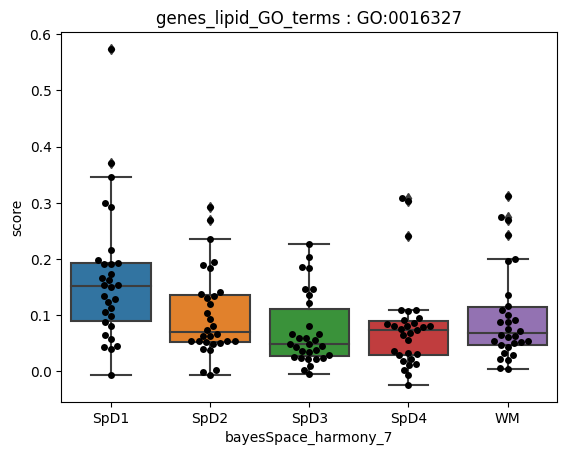 genes_lipid_GO_terms : GO:0016327
0.6
0.5
0.4
0.3
0.2
0.1
0.0
score
SpD1 SpD2 SpD3 SpD4 WM
bayesSpace_harmony_7